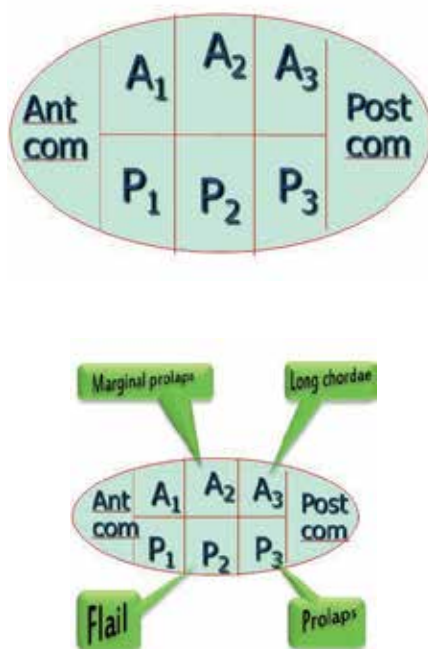 A₁ A₂ A₃
Ant
com
Post
com
P₁ P₂ P₃
Marginal prolaps
Long chordae
A₁ A₂ A₃
Ant
com
Post
com
P₁ P₂ P₃
Flail
Prolaps